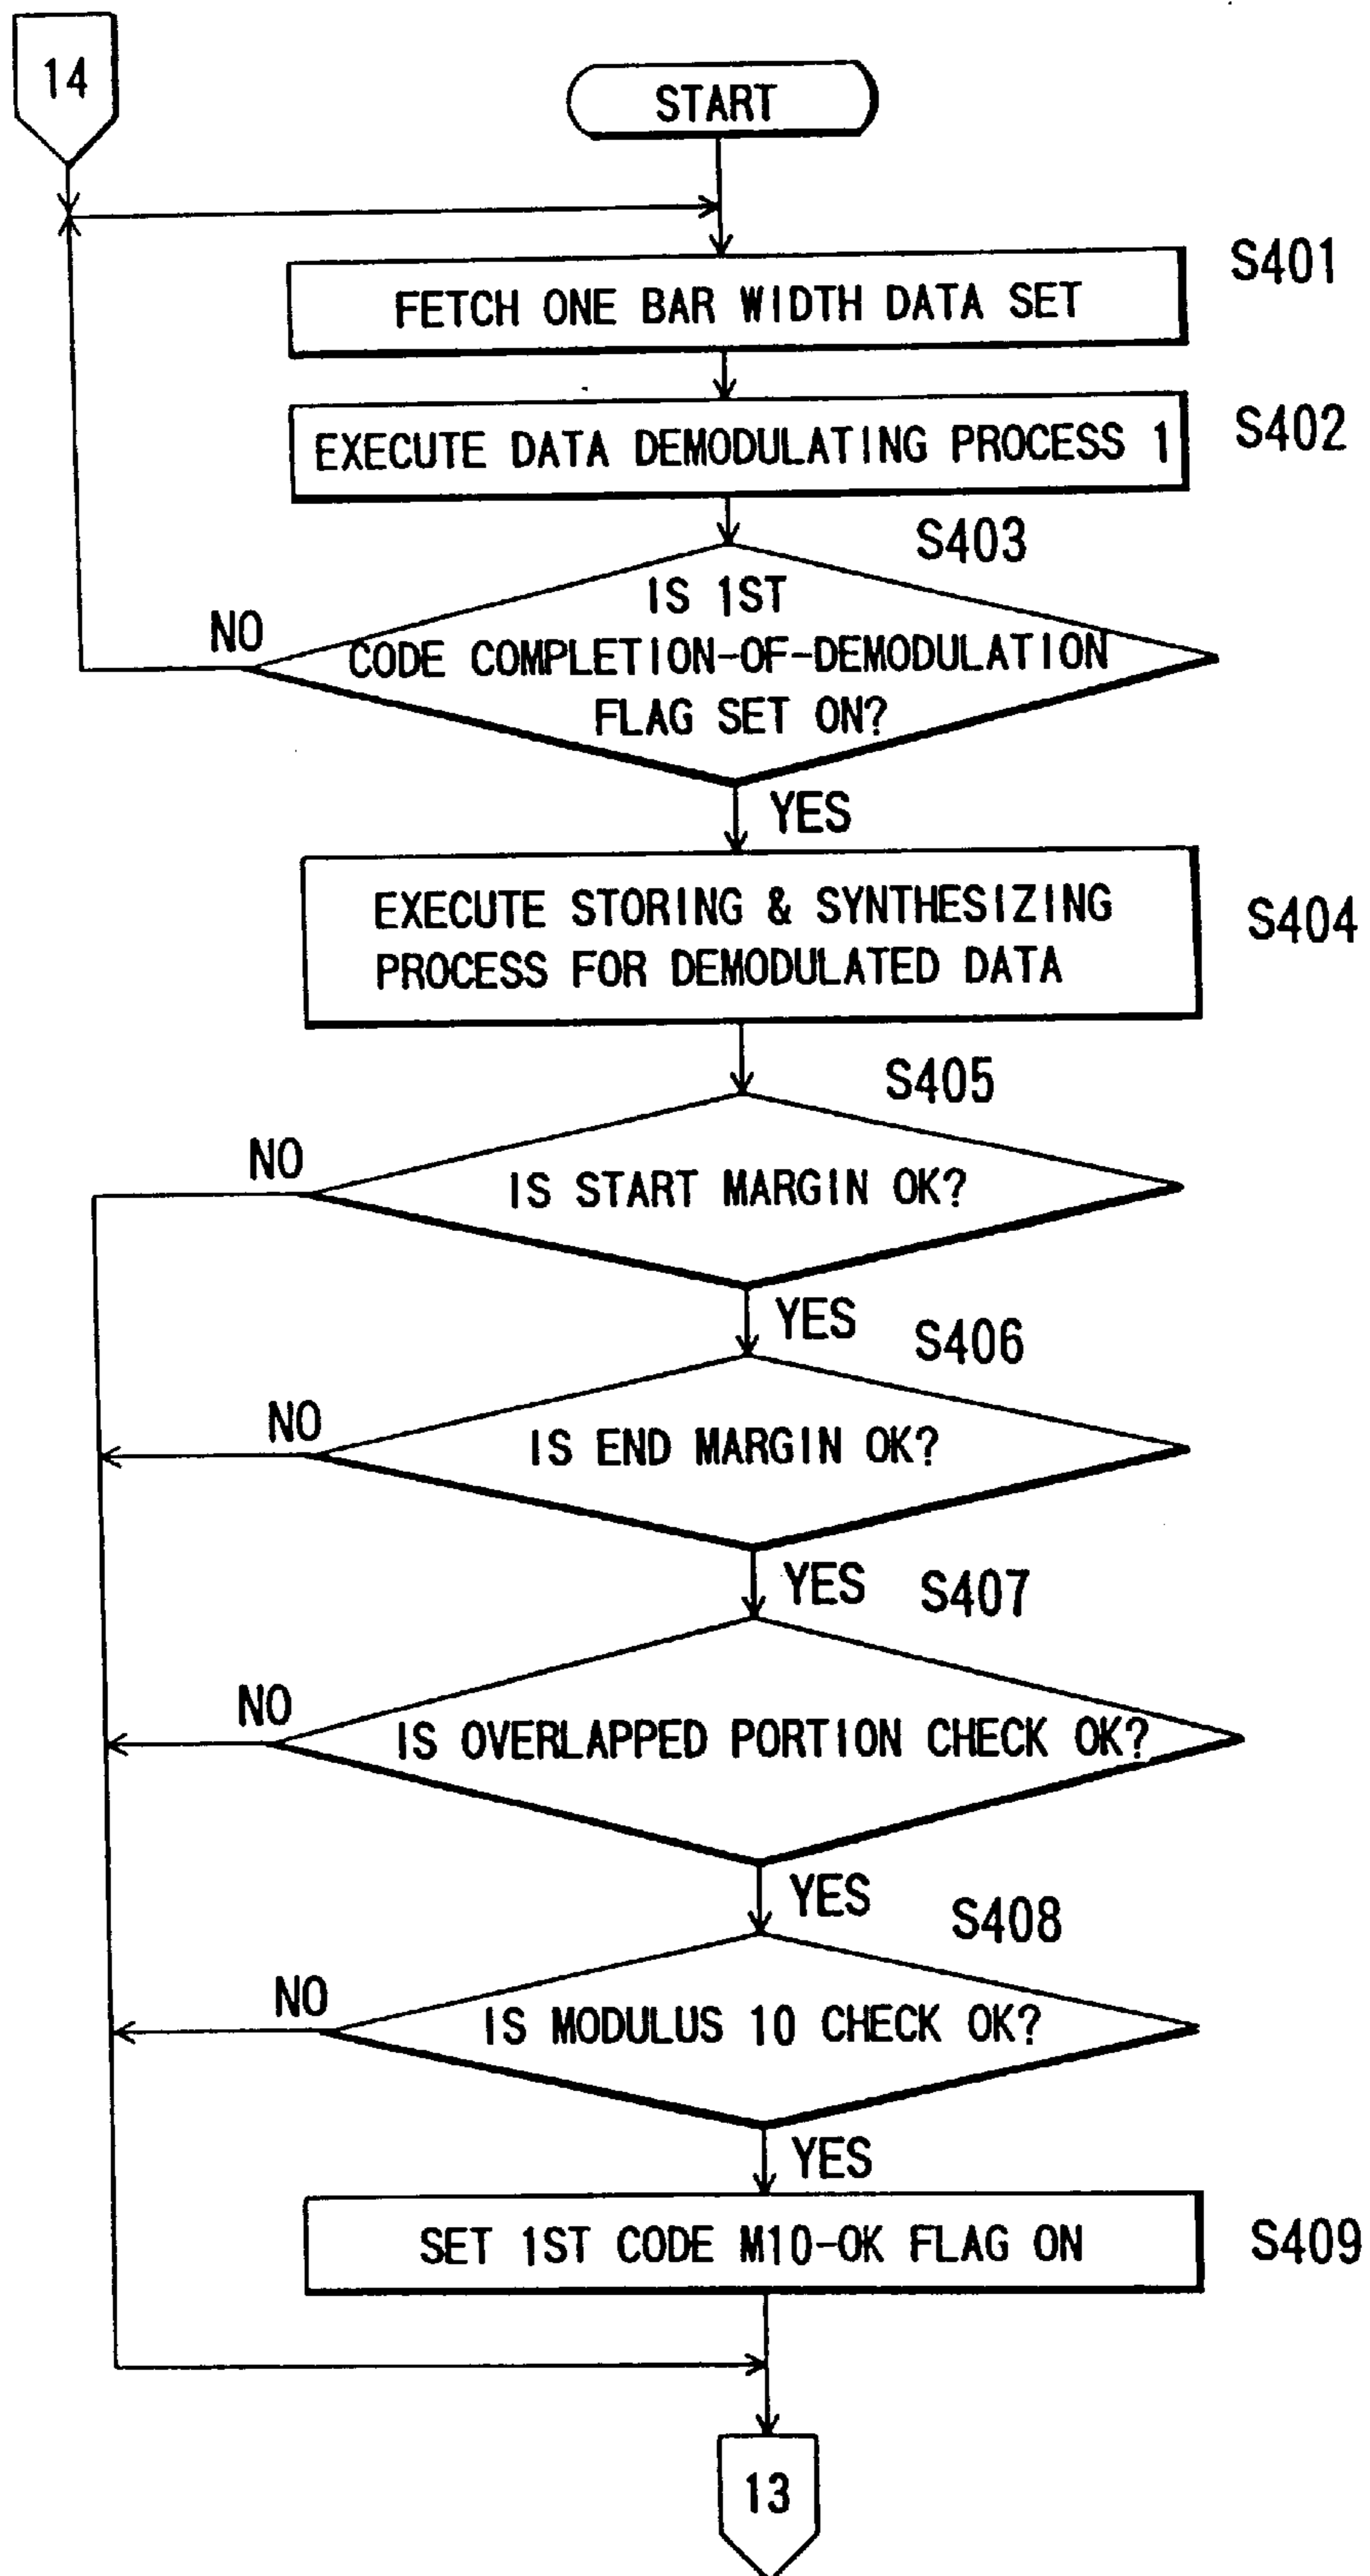 14
START
S401
FETCH ONE BAR WIDTH DATA SET
S402
EXECUTE DATA DEMODULATING PROCESS 1
S403
IS 1ST
NO
CODE COMPLETION-OF-DEMODULATION
FLAG SET ON?
YES
EXECUTE STORING & SYNTHESIZING
S404
PROCESS FOR DEMODULATED DATA
S405
NO
IS START MARGIN OK?
YES
S406
NO
IS END MARGIN OK?
YES
S407
NO
IS OVERLAPPED PORTION CHECK OK?
YES
S408
NO
IS MODULUS 10 CHECK OK?
YES
SET 1ST CODE M10-OK FLAG ON
S409
13